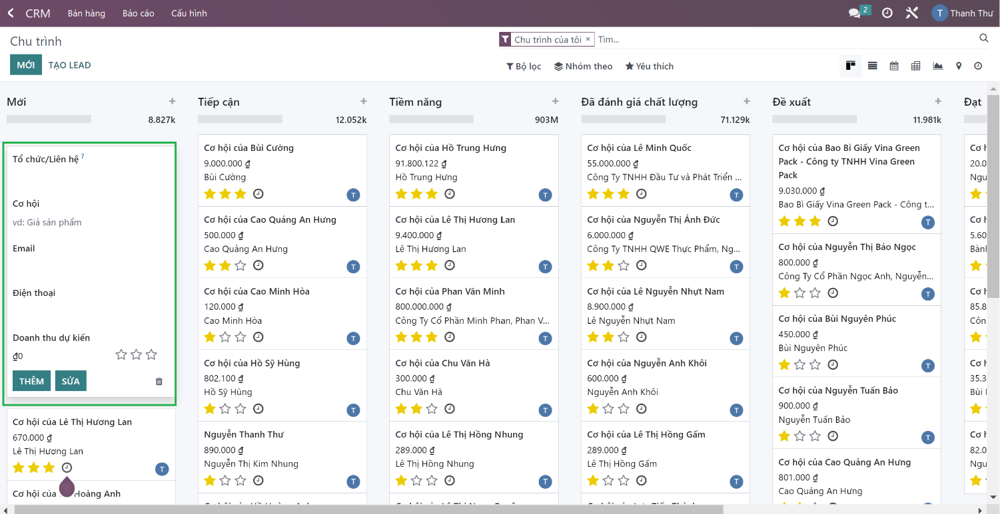 CRM Bán hàng Báo cáo Cấu hình 2 T Thanh Thư
Chu trình
Chu trình của tôi × Tìm...
MỚI TẠO LEAD
Bộ lọc Nhóm theo Yêu thích
Mới +
8.827k
Tổ chức/Liên hệ ?
Cơ hội
vd: Giá sản phẩm
Email
Điện thoại
Doanh thu dự kiến
₫0
THÊM SỬA
Cơ hội của Lê Thị Hương Lan
670.000 ₫
Lê Thị Hương Lan
T
Cơ hội của
Hoàng Anh
Tiếp cận +
12.052k
Cơ hội của Bùi Cường
9.000.000 ₫
Bùi Cường
T
Cơ hội của Cao Quảng An Hưng
500.000 ₫
Cao Quảng An Hưng
T
Cơ hội của Cao Minh Hòa
120.000 ₫
Cao Minh Hòa
T
Cơ hội của Hồ Sỹ Hùng
802.100 ₫
Hồ Sỹ Hùng
T
Nguyễn Thanh Thư
890.000 ₫
Nguyễn Thị Kim Nhung
T
Tiềm năng +
903M
Cơ hội của Hồ Trung Hưng
91.800.122 ₫
Hồ Trung Hưng
T
Cơ hội của Lê Thị Hương Lan
9.400.000 ₫
Lê Thị Hương Lan
T
Cơ hội của Phan Văn Minh
800.000.000 ₫
Công Ty Cổ Phần Minh Phan, Phan V...
T
Cơ hội của Chu Văn Hà
300.000 ₫
Chu Văn Hà
T
Cơ hội của Lê Thị Hồng Nhung
289.000 ₫
Lê Thị Hồng Nhung
T
Đã đánh giá chất lượng +
71.129k
Cơ hội của Lê Minh Quốc
55.000.000 ₫
Công Ty TNHH Đầu Tư và Phát Triển ...
T
Cơ hội của Nguyễn Thị Ánh Đức
6.000.000 ₫
Công Ty TNHH QWE Thực Phẩm, Ng...
T
Cơ hội của Lê Nguyễn Nhựt Nam
8.900.000 ₫
Lê Nguyễn Nhựt Nam
T
Cơ hội của Nguyễn Anh Khôi
600.000 ₫
Nguyễn Anh Khôi
T
Cơ hội của Lê Thị Hồng Gấm
289.000 ₫
Lê Thị Hồng Gấm
T
Đề xuất +
11.981k
Cơ hội của Bao Bì Giấy Vina Green
Pack - Công ty TNHH Vina Green
Pack
9.030.000 ₫
Bao Bì Giấy Vina Green Pack - Công t...
T
Cơ hội của Nguyễn Thị Bảo Ngọc
800.000 ₫
Công Ty Cổ Phần Ngọc Anh, Nguyễn...
T
Cơ hội của Bùi Nguyên Phúc
450.000 ₫
Bùi Nguyên Phúc
T
Cơ hội của Nguyễn Tuấn Bảo
900.000 ₫
Nguyễn Tuấn Bảo
T
Cơ hội của Cao Quảng An Hưng
801.000 ₫
Cao Quảng An Hưng
Đạt